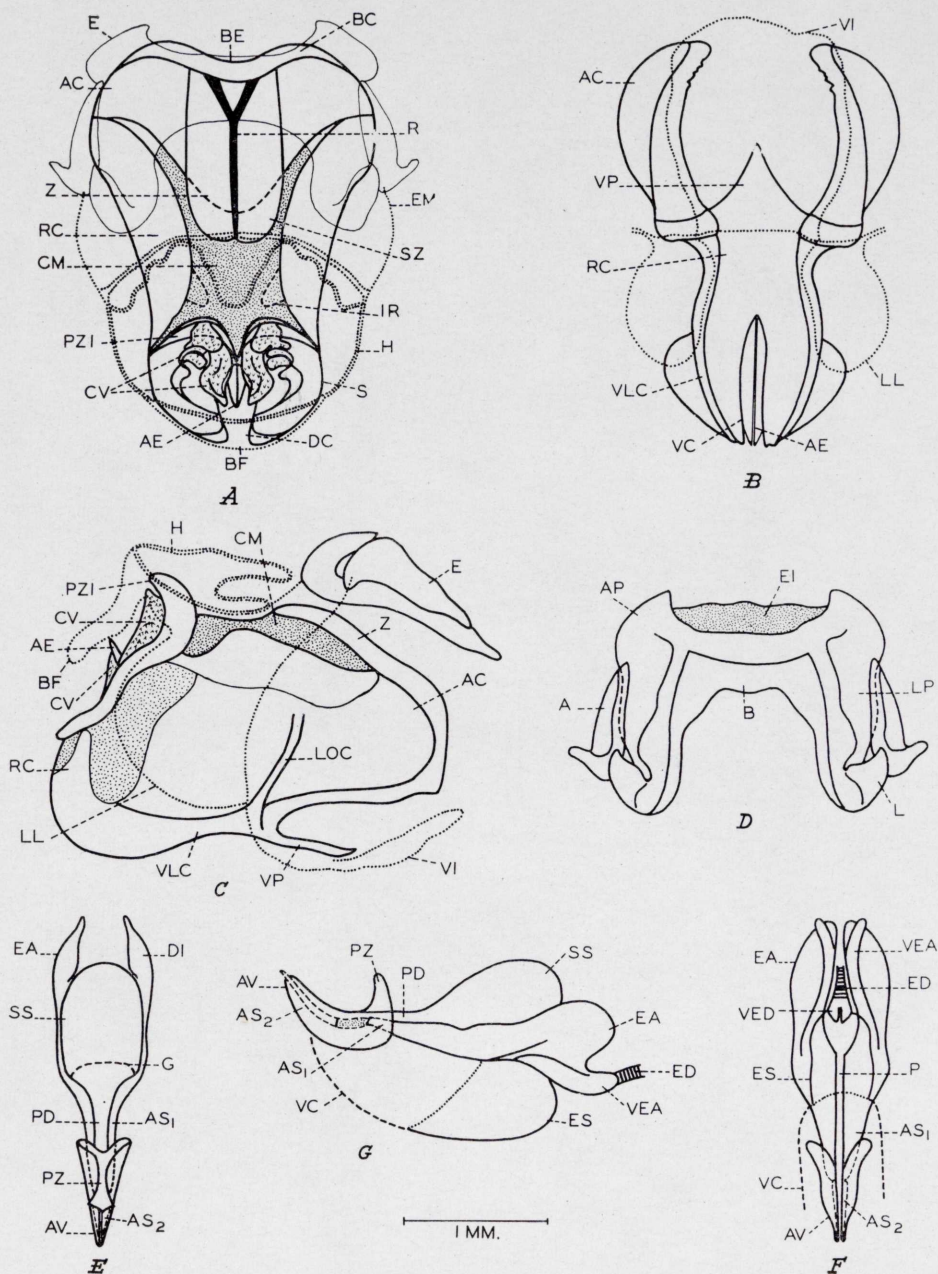 E
BE
BC
AC
R
Z
EM
RC
SZ
CM
IR
PZI
H
CV
S
AE
DC
BF
A
VI
AC
VP
RC
LL
VLC
VC
AE
B
H
CM
PZI
E
CV
Z
AE
AC
BF
CV
RC
LOC
LL
VLC
VP
VI
C
AP
EI
A
LP
B
L
D
EA
DI
SS
G
PD
AS1
PZ
AV
AS2
E
PZ
PD
SS
AV
AS2
EA
AS1
ED
VC
VEA
ES
G
1 MM.
EA
VEA
ED
VED
ES
P
AS1
VC
AV
AS2
F